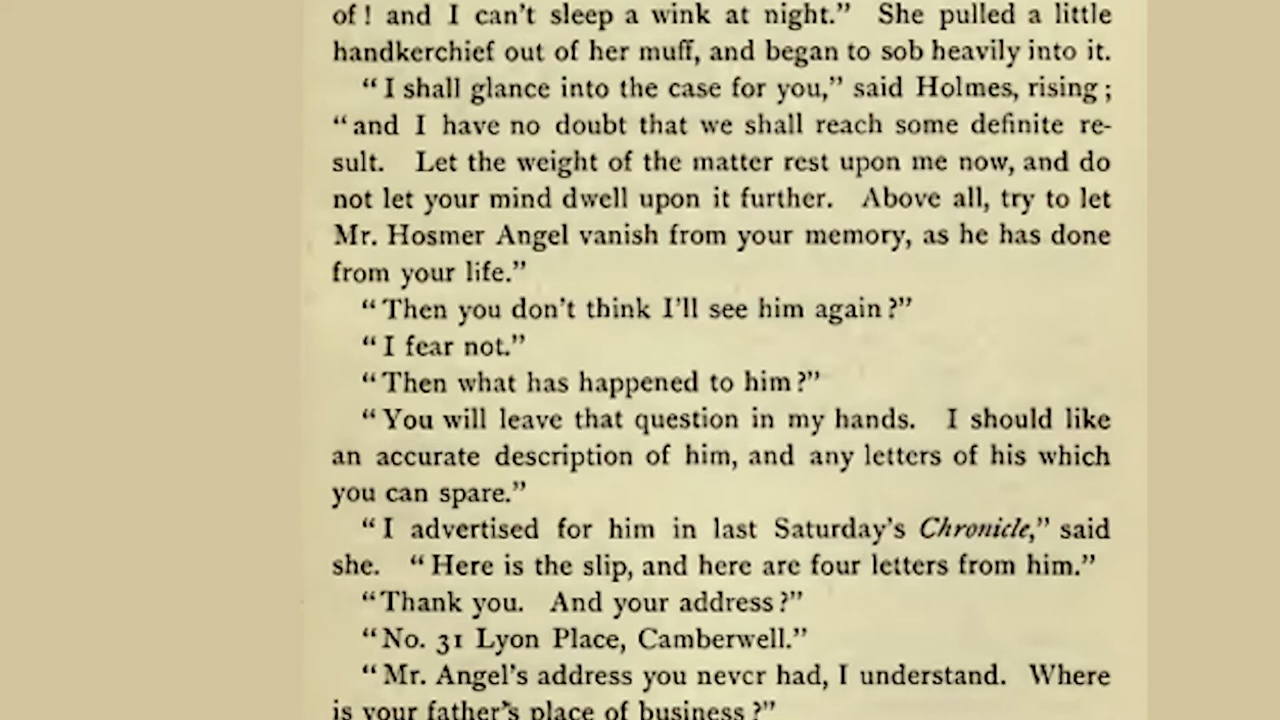 of! and I can't sleep a wink at night.” She pulled a little
handkerchief out of her muff, and began to sob heavily into it.
“I shall glance into the case for you,” said Holmes, rising;
“and I have no doubt that we shall reach some definite re-
sult. Let the weight of the matter rest upon me now, and do
not let your mind dwell upon it further. Above all, try to let
Mr. Hosmer Angel vanish from your memory, as he has done
from your life.”
“Then you don't think I'll see him again?”
“I fear not.”
“Then what has happened to him?”
“You will leave that question in my hands. I should like
an accurate description of him, and any letters of his which
you can spare.”
“I advertised for him in last Saturday's Chronicle,” said
she. “Here is the slip, and here are four letters from him.”
“Thank you. And your address?”
“No. 31 Lyon Place, Camberwell.”
“Mr. Angel's address you never had, I understand. Where
is your father's place of business?”